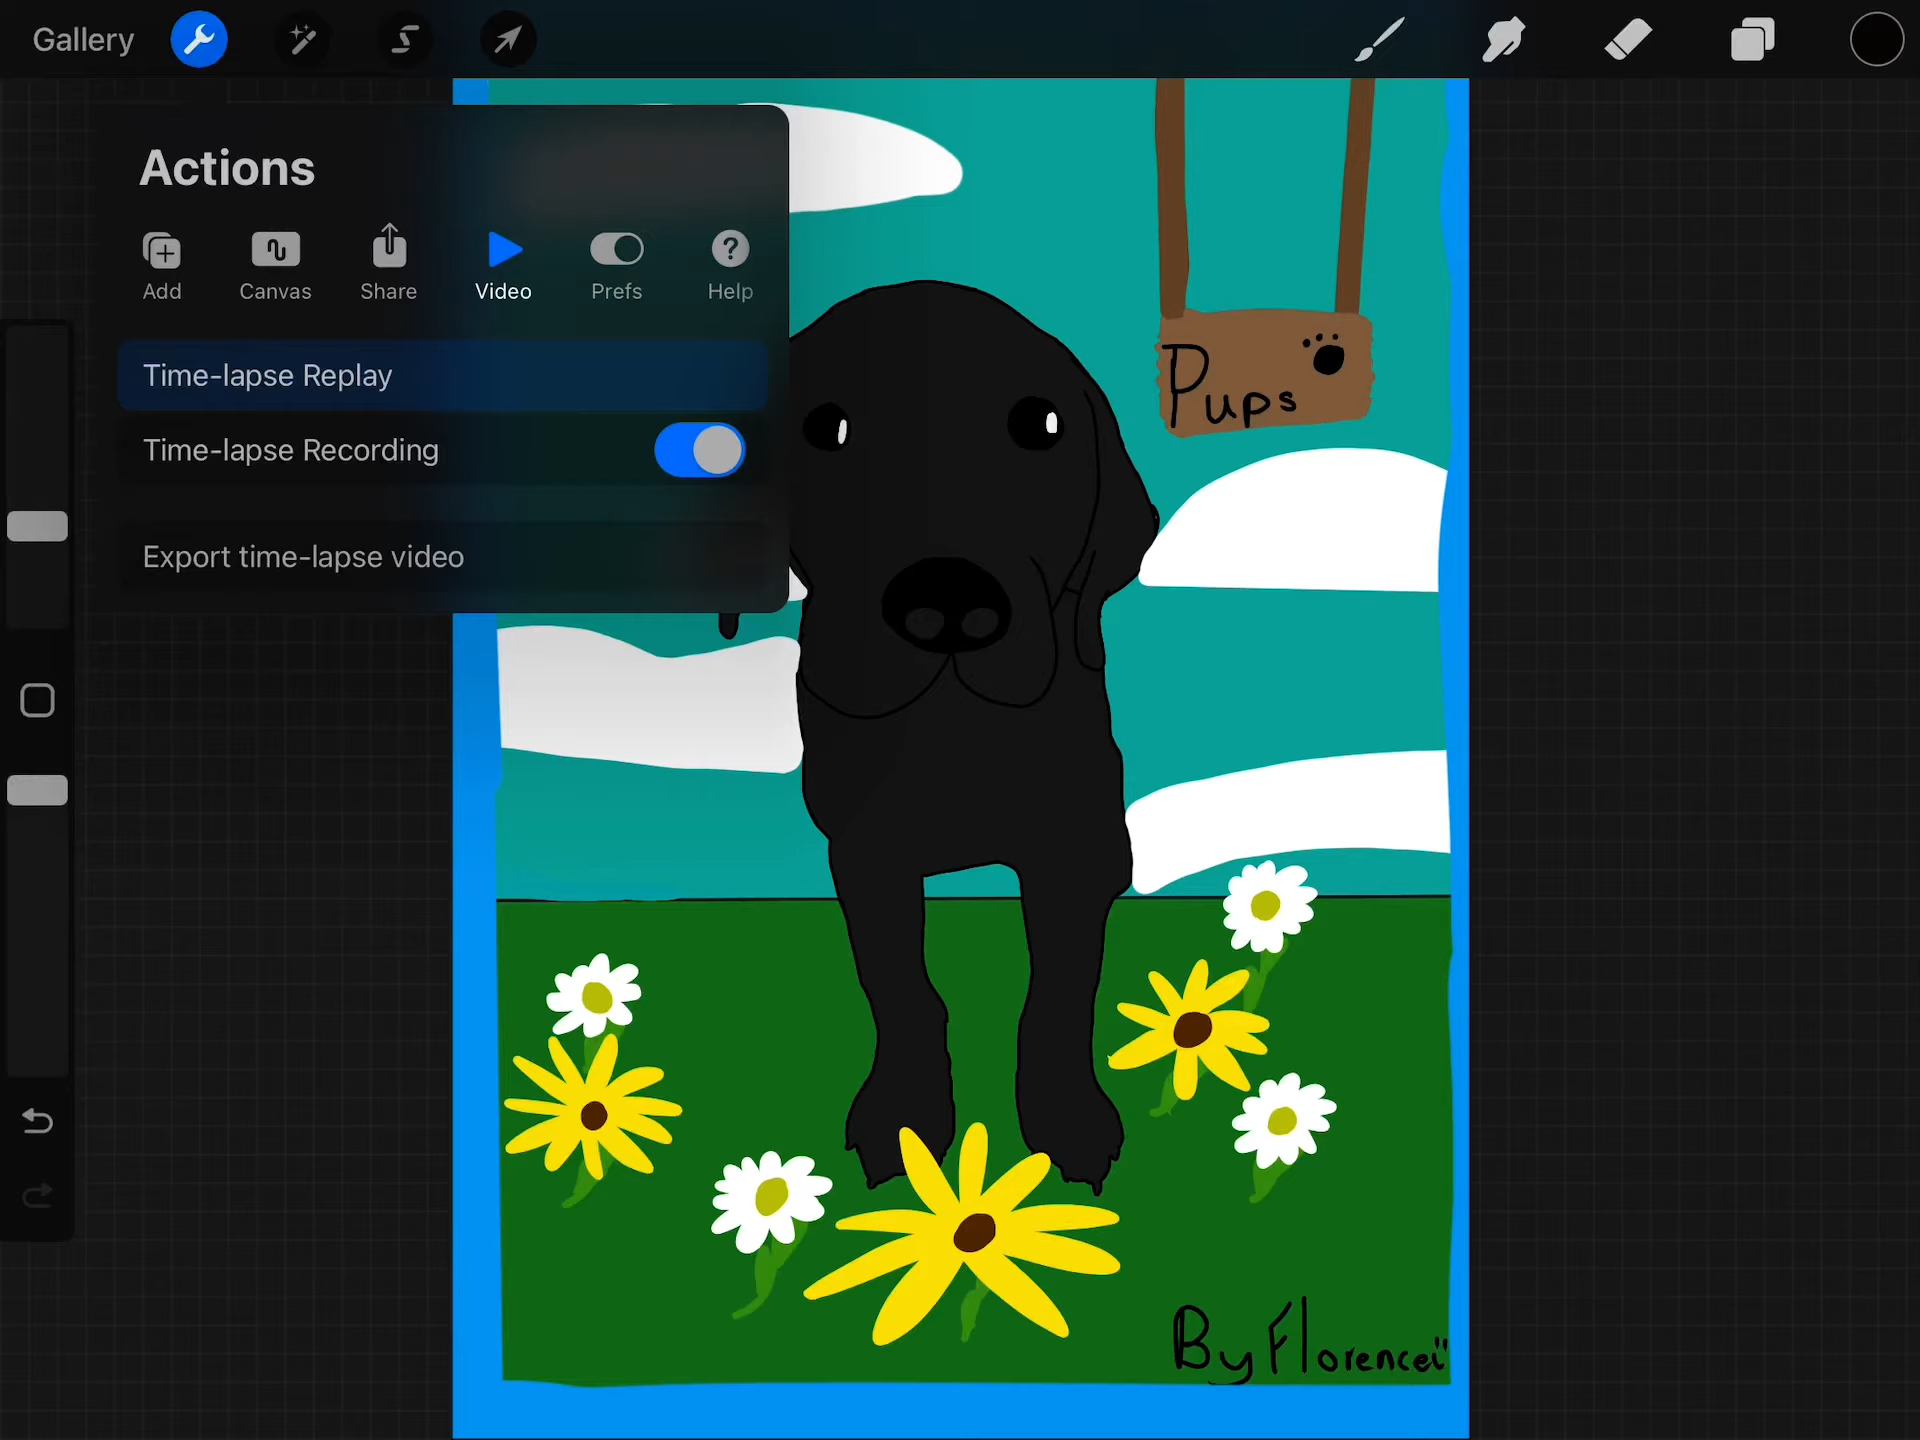 Gallery
Actions
Add Canvas Share Video Prefs Help
Time-lapse Replay
Time-lapse Recording
Export time-lapse video
Pups
By Florence